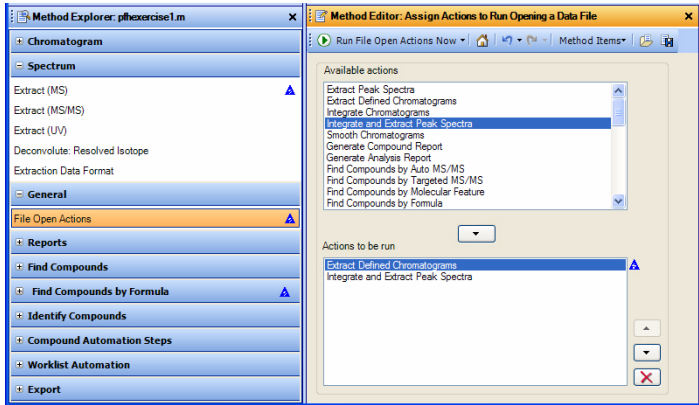 Method Explorer: pfhexercise1.m
Chromatogram
Spectrum
Extract (MS)
Extract (MS/MS)
Extract (UV)
Deconvolute: Resolved Isotope
Extraction Data Format
General
File Open Actions
Reports
Find Compounds
Find Compounds by Formula
Identify Compounds
Compound Automation Steps
Worklist Automation
Export
Method Editor: Assign Actions to Run Opening a Data File
Run File Open Actions Now Method Items
Available actions
Extract Peak Spectra
Extract Defined Chromatograms
Integrate Chromatograms
Integrate and Extract Peak Spectra
Smooth Chromatograms
Generate Compound Report
Generate Analysis Report
Find Compounds by Auto MS/MS
Find Compounds by Targeted MS/MS
Find Compounds by Molecular Feature
Find Compounds by Formula
Actions to be run
Extract Defined Chromatograms
Integrate and Extract Peak Spectra